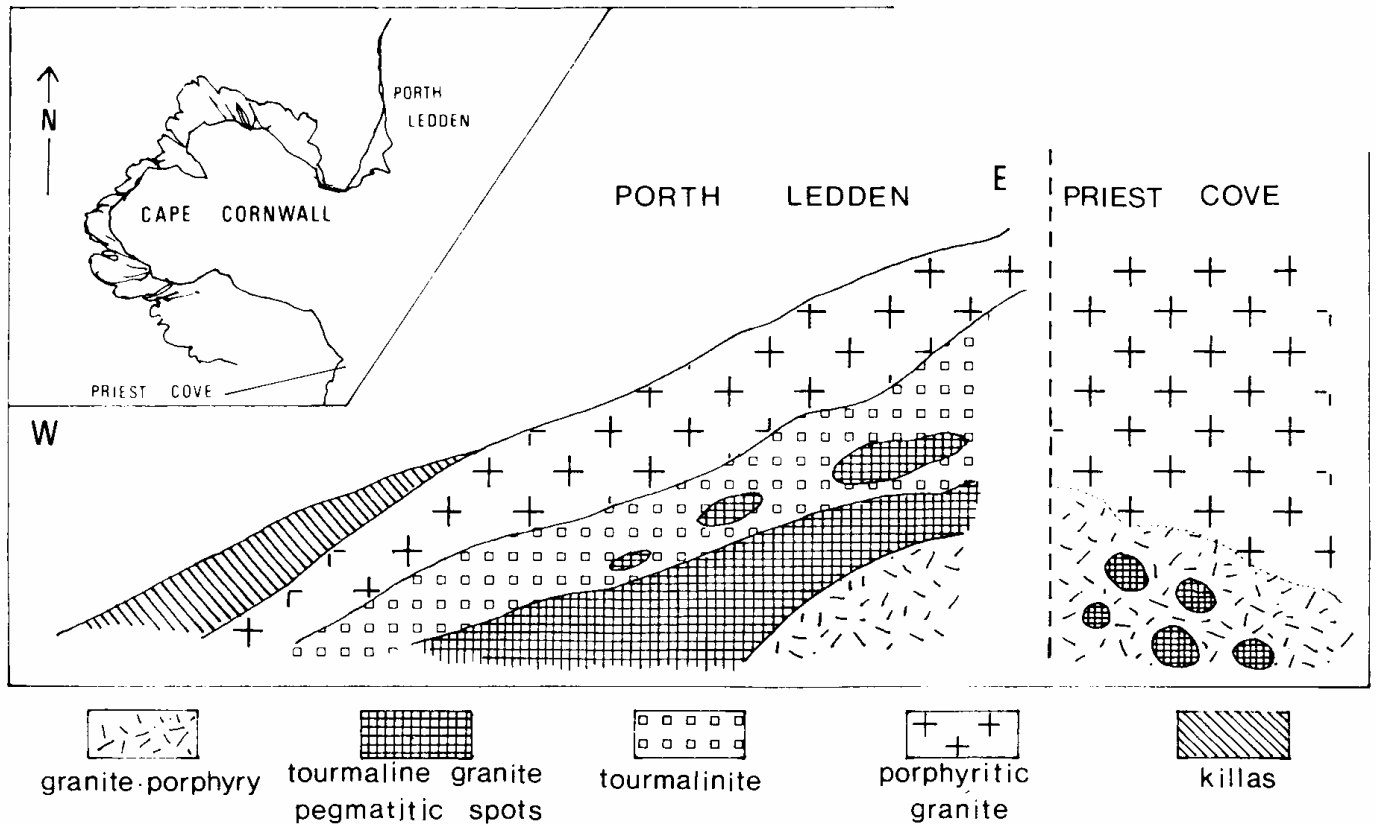 N
PORTH
LEDDEN
CAPE CORNWALL
PRIEST COVE
PORTH LEDDEN
E
PRIEST COVE
W
granite·porphyry
tourmaline granite
pegmatitic spots
tourmalinite
porphyritic
granite
killas